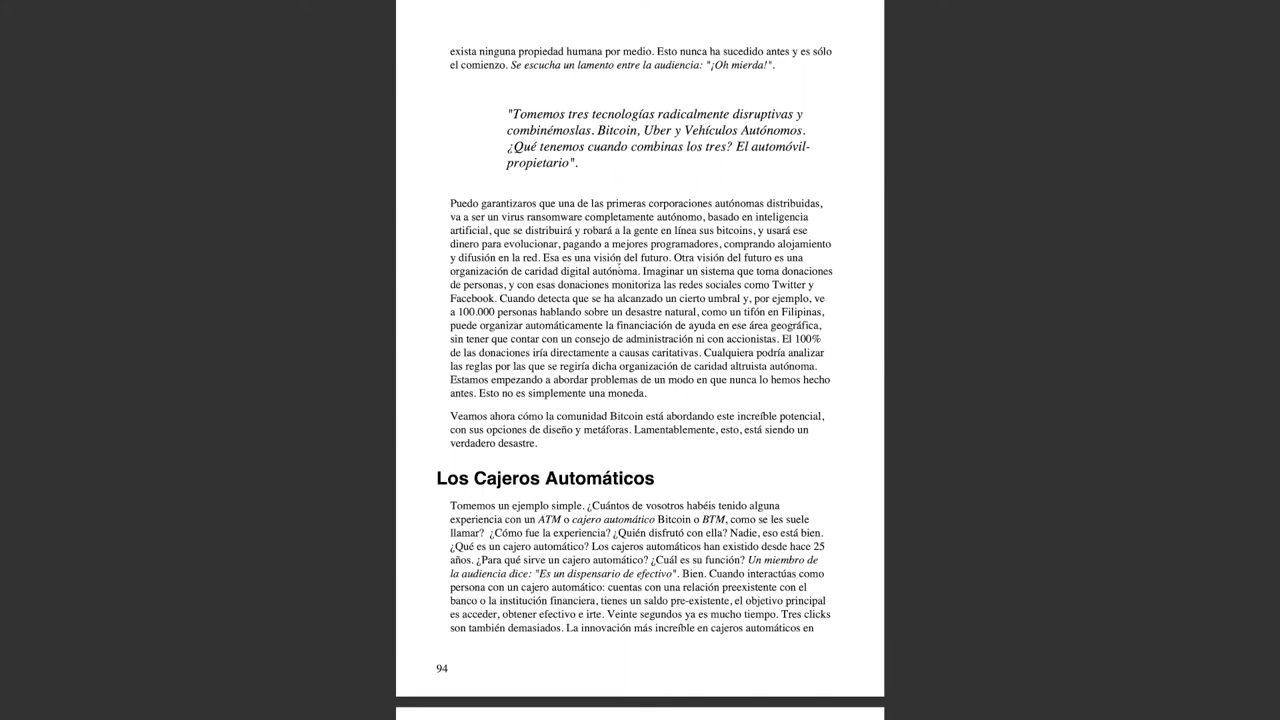 exista ninguna propiedad humana por medio. Esto nunca ha sucedido antes y es sólo
el comienzo. Se escucha un lamento entre la audiencia: "¡Oh mierda!".
"Tomemos tres tecnologías radicalmente disruptivas y
combinémoslas. Bitcoin, Uber y Vehículos Autónomos.
¿Qué tenemos cuando combinas los tres? El automóvil-
propietario".
Puedo garantizaros que una de las primeras corporaciones autónomas distribuidas,
va a ser un virus ransomware completamente autónomo, basado en inteligencia
artificial, que se distribuirá y robará a la gente en línea sus bitcoins, y usará ese
dinero para evolucionar, pagando a mejores programadores, comprando alojamiento
y difusión en la red. Esa es una visión del futuro. Otra visión del futuro es una
organización de caridad digital autónoma. Imaginar un sistema que toma donaciones
de personas, y con esas donaciones monitoriza las redes sociales como Twitter y
Facebook. Cuando detecta que se ha alcanzado un cierto umbral y, por ejemplo, ve
a 100.000 personas hablando sobre un desastre natural, como un tifón en Filipinas,
puede organizar automáticamente la financiación de ayuda en ese área geográfica,
sin tener que contar con un consejo de administración ni con accionistas. El 100%
de las donaciones iría directamente a causas caritativas. Cualquiera podría analizar
las reglas por las que se regiría dicha organización de caridad altruista autónoma.
Estamos empezando a abordar problemas de un modo en que nunca lo hemos hecho
antes. Esto no es simplemente una moneda.
Veamos ahora cómo la comunidad Bitcoin está abordando este increíble potencial,
con sus opciones de diseño y metáforas. Lamentablemente, esto, está siendo un
verdadero desastre.
Los Cajeros Automáticos
Tomemos un ejemplo simple. ¿Cuántos de vosotros habéis tenido alguna
experiencia con un ATM o cajero automático Bitcoin o BTM, como se les suele
llamar? ¿Cómo fue la experiencia? ¿Quién disfrutó con ella? Nadie, eso está bien.
¿Qué es un cajero automático? Los cajeros automáticos han existido desde hace 25
años. ¿Para qué sirve un cajero automático? ¿Cuál es su función? Un miembro de
la audiencia dice: "Es un dispensario de efectivo". Bien. Cuando interactúas como
persona con un cajero automático: cuentas con una relación preexistente con el
banco o la institución financiera, tienes un saldo pre-existente, el objetivo principal
es acceder, obtener efectivo e irte. Veinte segundos ya es mucho tiempo. Tres clicks
son también demasiados. La innovación más increíble en cajeros automáticos en
94